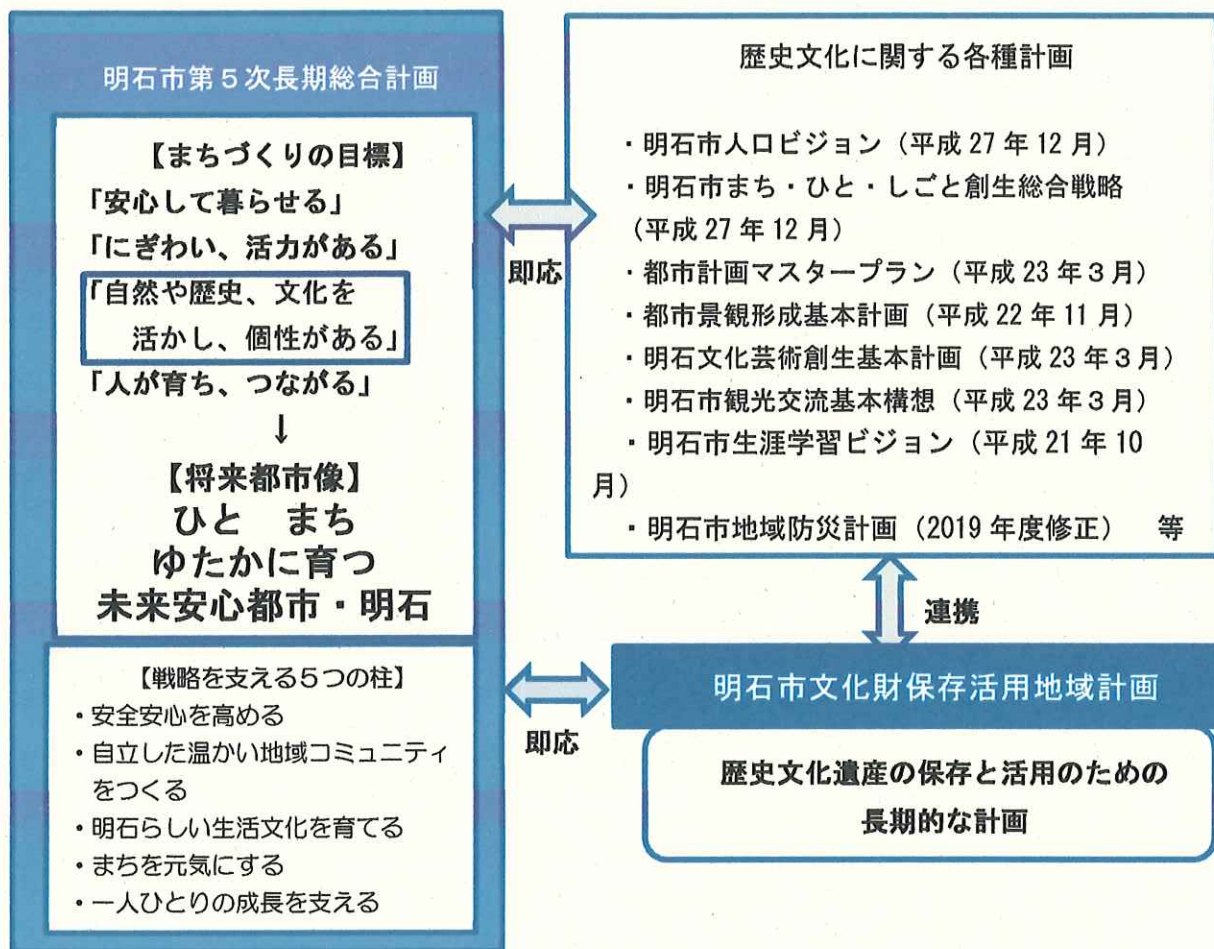 明石市第５次長期総合計画
【まちづくりの目標】
「安心して暮らせる」
「にぎわい、活力がある」
「自然や歴史、文化を
活かし、個性がある」
「人が育ち、つながる」
↓
【将来都市像】
ひと　まち
ゆたかに育つ
未来安心都市・明石
【戦略を支える５つの柱】
・安全安心を高める
・自立した温かい地域コミュニティ
をつくる
・明石らしい生活文化を育てる
・まちを元気にする
・一人ひとりの成長を支える
即応
歴史文化に関する各種計画
・明石市人口ビジョン（平成 27 年 12 月）
・明石市まち・ひと・しごと創生総合戦略
（平成 27 年 12 月）
・都市計画マスタープラン（平成 23 年３月）
・都市景観形成基本計画（平成 22 年 11 月）
・明石文化芸術創生基本計画（平成 23 年３月）
・明石市観光交流基本構想（平成 23 年３月）
・明石市生涯学習ビジョン（平成 21 年 10
月）
・明石市地域防災計画（2019 年度修正）　等
連携
即応
明石市文化財保存活用地域計画
歴史文化遺産の保存と活用のための
長期的な計画